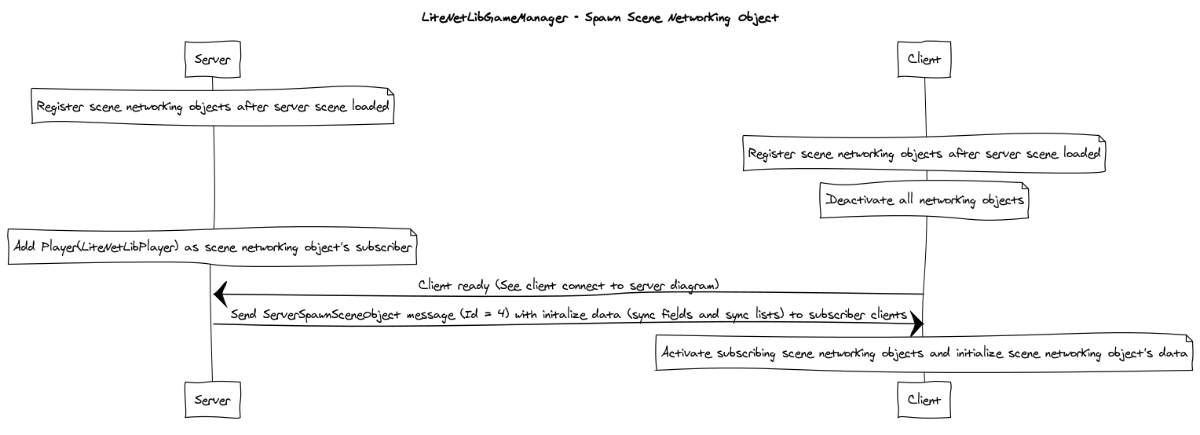 LiteNetLibGameManager - Spawn Scene Networking Object
Server
Client
Register scene networking objects after server scene loaded
Register scene networking objects after server scene loaded
Deactivate all networking objects
Add Player(LiteNetLibPlayer) as scene networking object's subscriber
Client ready (See client connect to server diagram)
Send ServerSpawnSceneObject message (Id = 4) with initalize data (sync fields and sync lists) to subscriber clients
Activate subscribing scene networking objects and initialize scene networking object's data
Server
Client